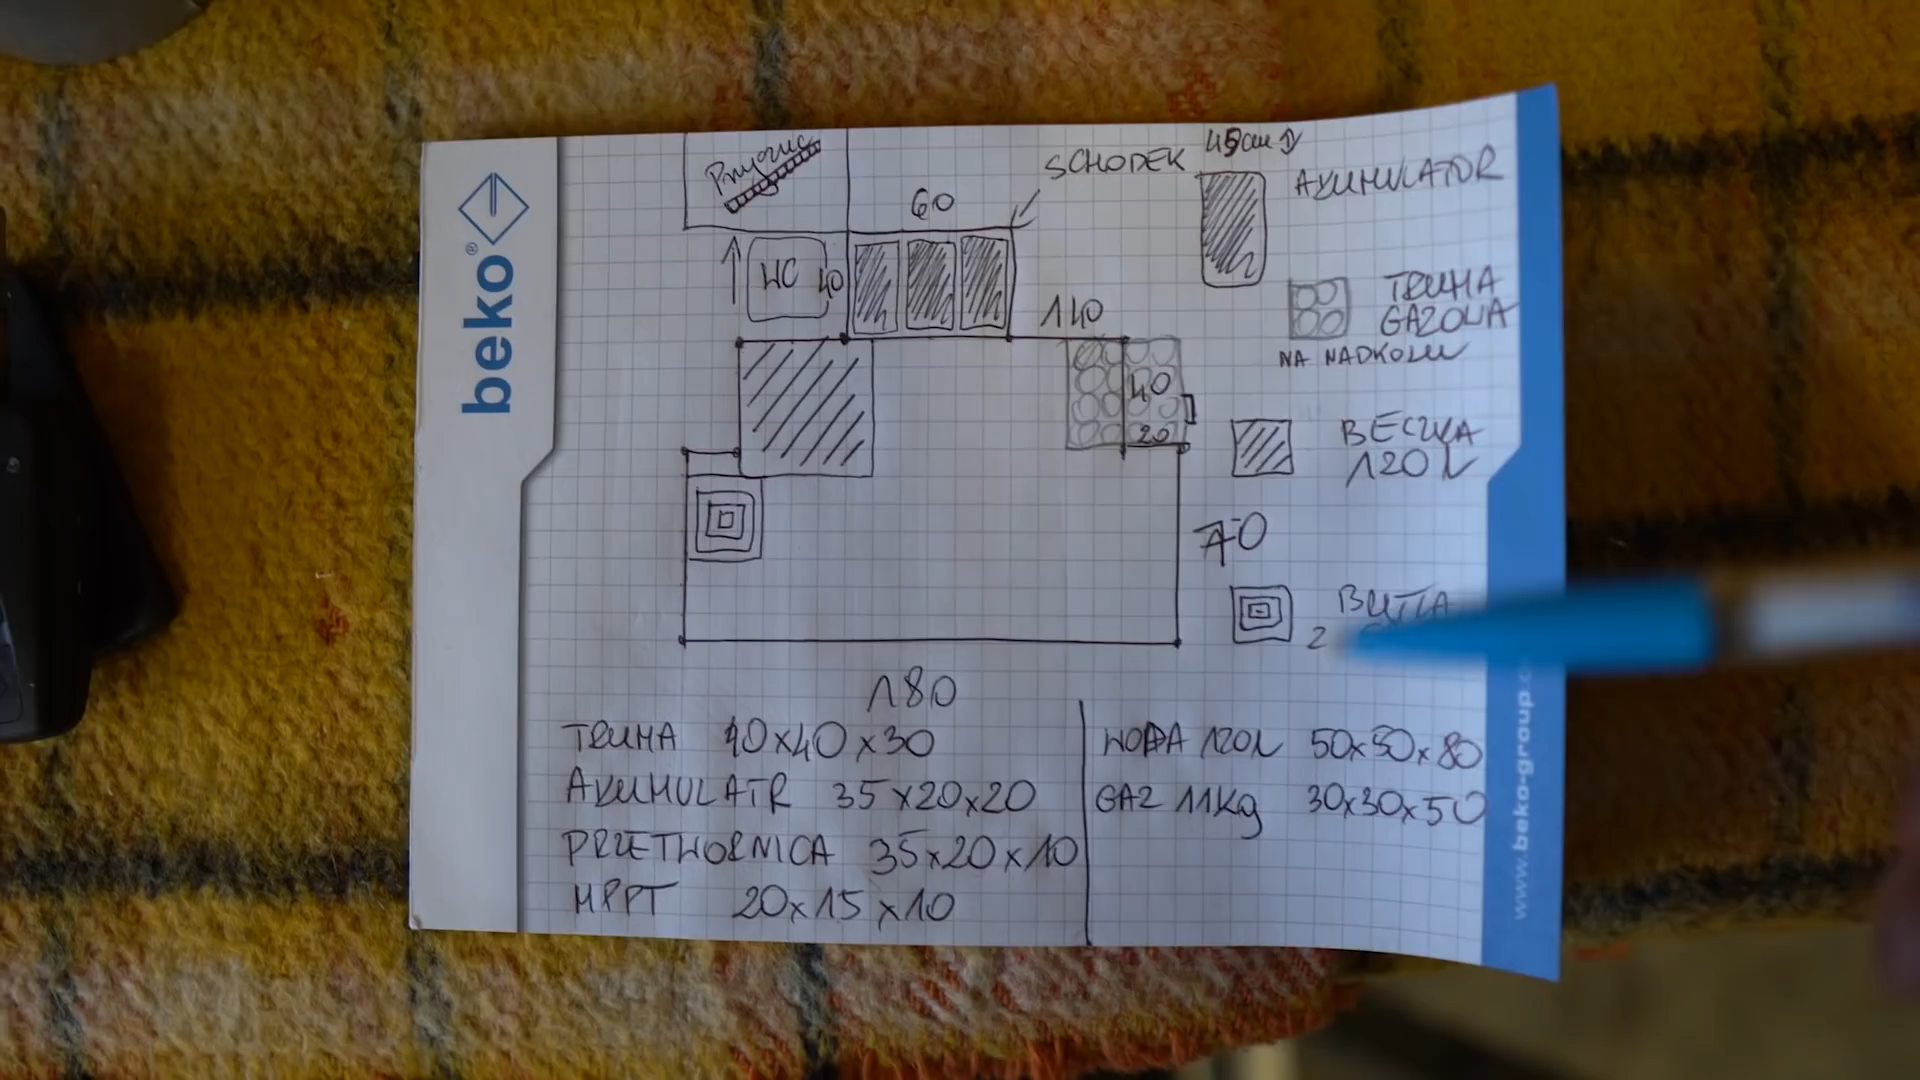 beko®
Prysznic
SCHODEK
45cm
AKUMULATOR
60
WC
40
140
TRUMA
GAZOWA
NA NADKOLU
40
20
BECZKA
120 L
70
BUTLA
2
180
TRUMA 40x40x30
AKUMULATR 35x20x20
PRZETWORNICA 35x20x10
MPPT 20x15x10
WODA 120L 50x50x80
GAZ 11Kg 30x30x50
www.beko-group.c